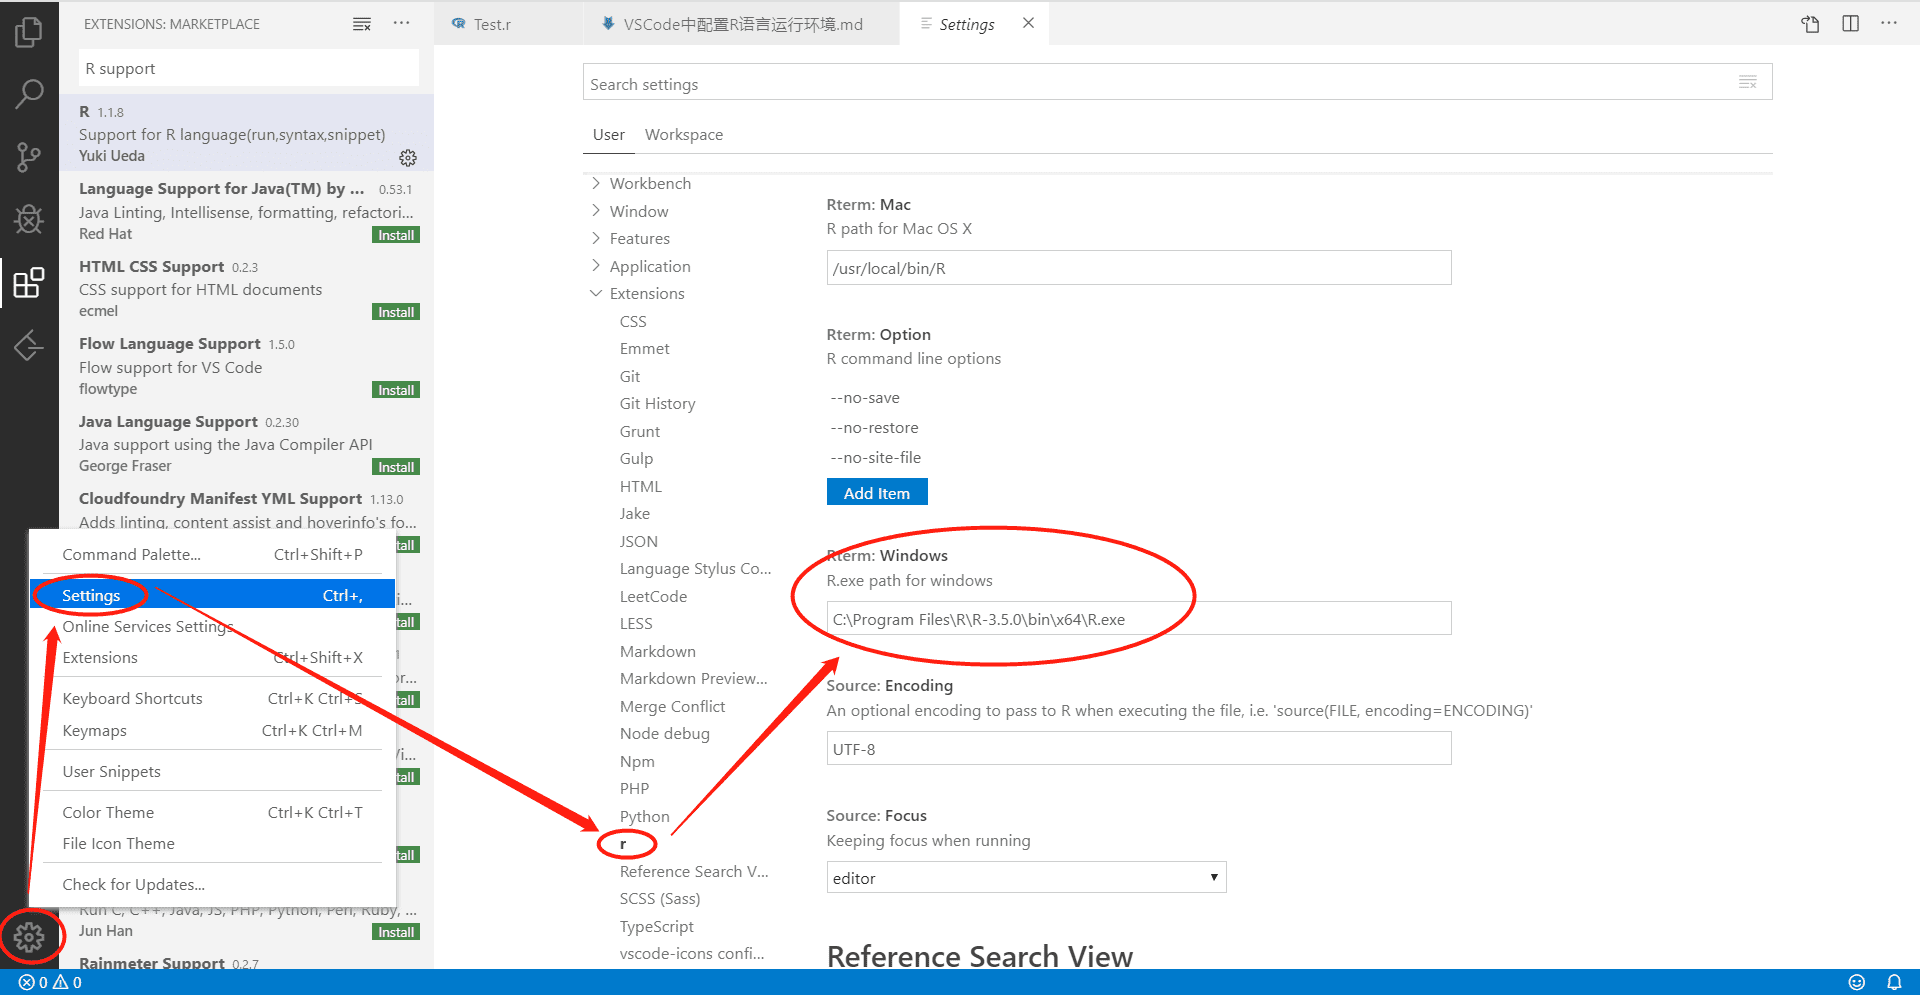 EXTENSIONS: MARKETPLACE
R support
R 1.1.8
Support for R language(run,syntax,snippet)
Yuki Ueda
Language Support for Java(TM) by ... 0.53.1
Java Linting, Intellisense, formatting, refactori...
Red Hat
Install
HTML CSS Support 0.2.3
CSS support for HTML documents
ecmel
Install
Flow Language Support 1.5.0
Flow support for VS Code
flowtype
Install
Java Language Support 0.2.30
Java support using the Java Compiler API
George Fraser
Install
Cloudfoundry Manifest YML Support 1.13.0
Adds linting, content assist and hoverinfo's fo...
Command Palette... Ctrl+Shift+P
Settings Ctrl+,
Online Services Settings
Extensions Ctrl+Shift+X
Keyboard Shortcuts Ctrl+K Ctrl+S
Keymaps Ctrl+K Ctrl+M
User Snippets
Color Theme Ctrl+K Ctrl+T
File Icon Theme
Check for Updates...
Run C, C++, Java, JS, PHP, Python, Perl, Ruby, ...
Jun Han
Install
Rainmeter Support 0.2.7
0 0
Test.r
VSCode中配置R语言运行环境.md
Settings
Search settings
User Workspace
Workbench
Window
Features
Application
Extensions
CSS
Emmet
Git
Git History
Grunt
Gulp
HTML
Jake
JSON
Language Stylus Co...
LeetCode
LESS
Markdown
Markdown Preview...
Merge Conflict
Node debug
Npm
PHP
Python
r
Reference Search V...
SCSS (Sass)
TypeScript
vscode-icons confi...
Rterm: Mac
R path for Mac OS X
/usr/local/bin/R
Rterm: Option
R command line options
--no-save
--no-restore
--no-site-file
Add Item
Rterm: Windows
R.exe path for windows
C:\Program Files\R\R-3.5.0\bin\x64\R.exe
Source: Encoding
An optional encoding to pass to R when executing the file, i.e. 'source(FILE, encoding=ENCODING)'
UTF-8
Source: Focus
Keeping focus when running
editor
Reference Search View